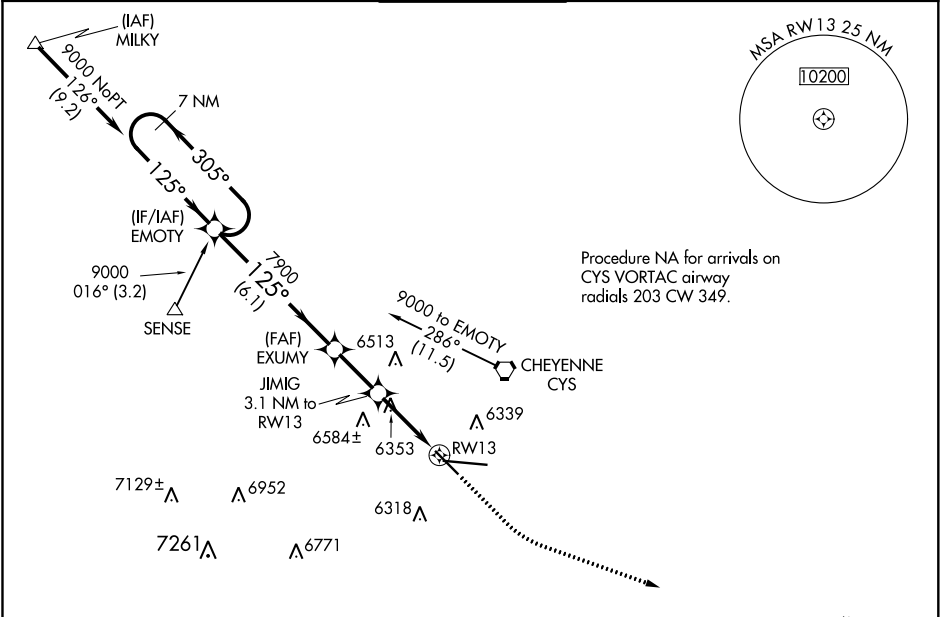 (IAF)
MILKY
9000 NoPT
126°
(9.2)
7 NM
305°
125°
(IF/IAF)
EMOTY
9000
016° (3.2)
SENSE
7900
125°
(6.1)
MSA RW13 25 NM
10200
Procedure NA for arrivals on
CYS VORTAC airway
radials 203 CW 349.
9000 to EMOTY
286°
(11.5)
CHEYENNE
CYS
(FAF)
EXUMY
6513
JIMIG
3.1 NM to
RW13
6584±
6353
6339
RW13
7129±
6952
6318
7261
6771